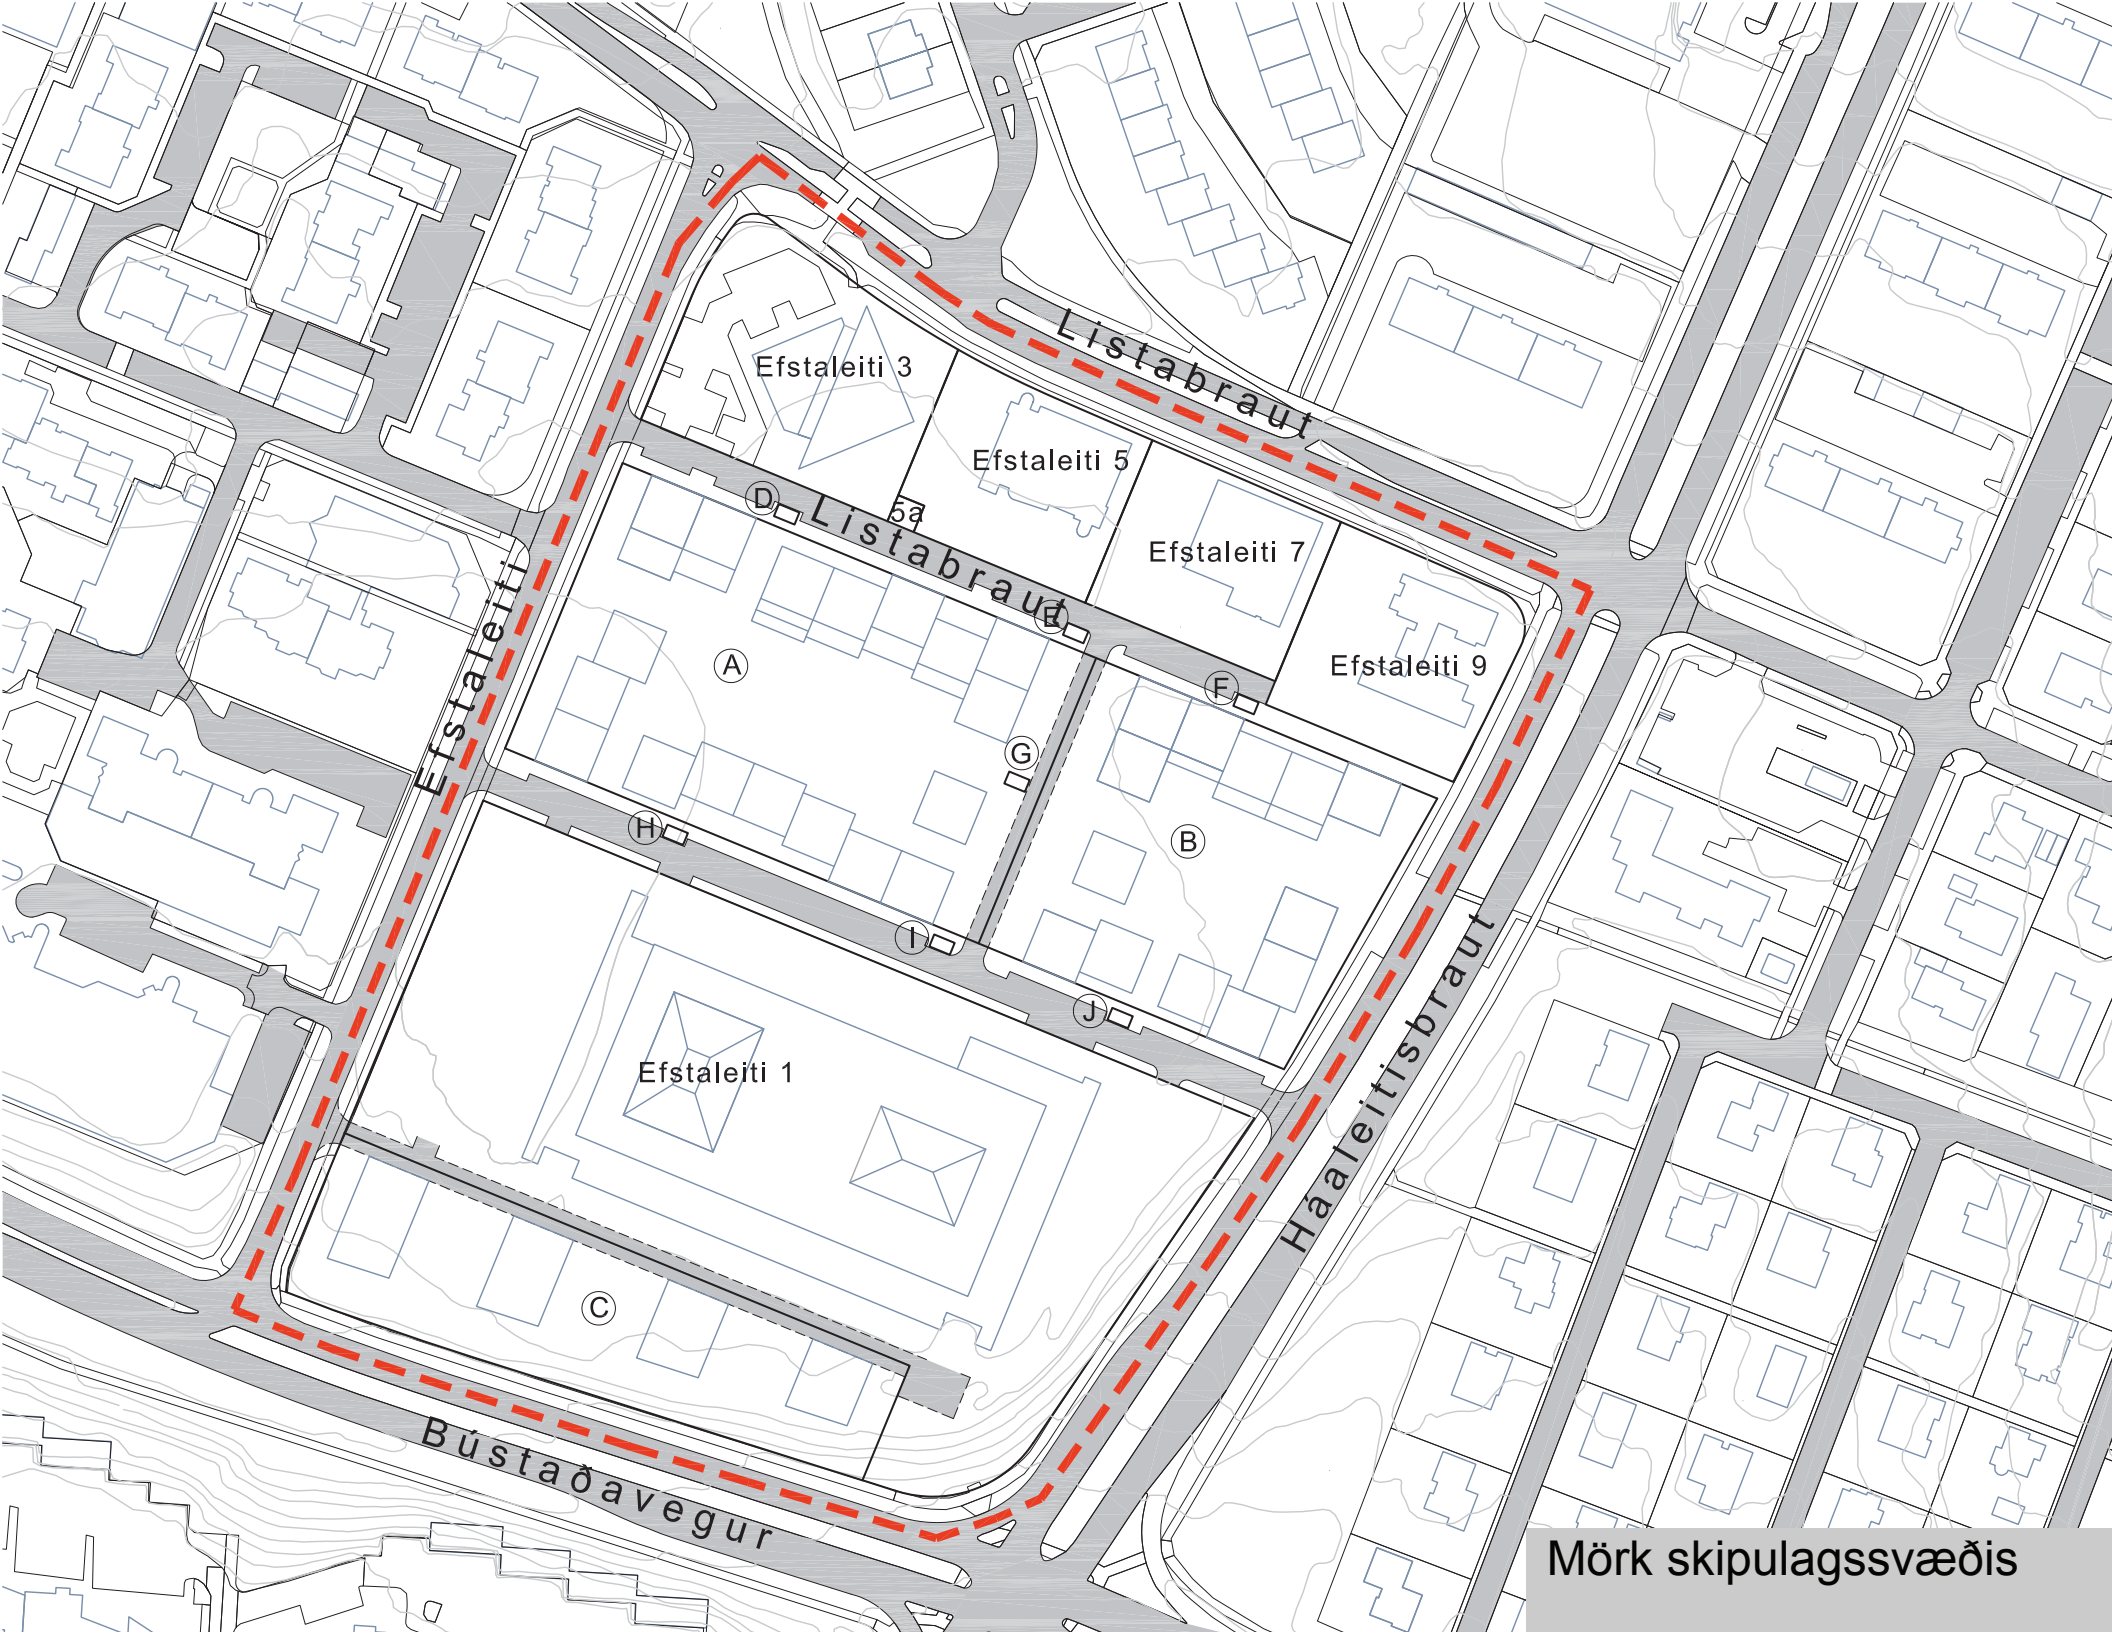 Listabraut
Efstaleiti 3
Efstaleiti 5
D
5a
Listabraut
Efstaleiti 7
Efstaleiti
E
A
Efstaleiti 9
F
G
H
B
I
J
Háaleitisbraut
Efstaleiti 1
C
Bústaðavegur
Mörk skipulagssvæðis